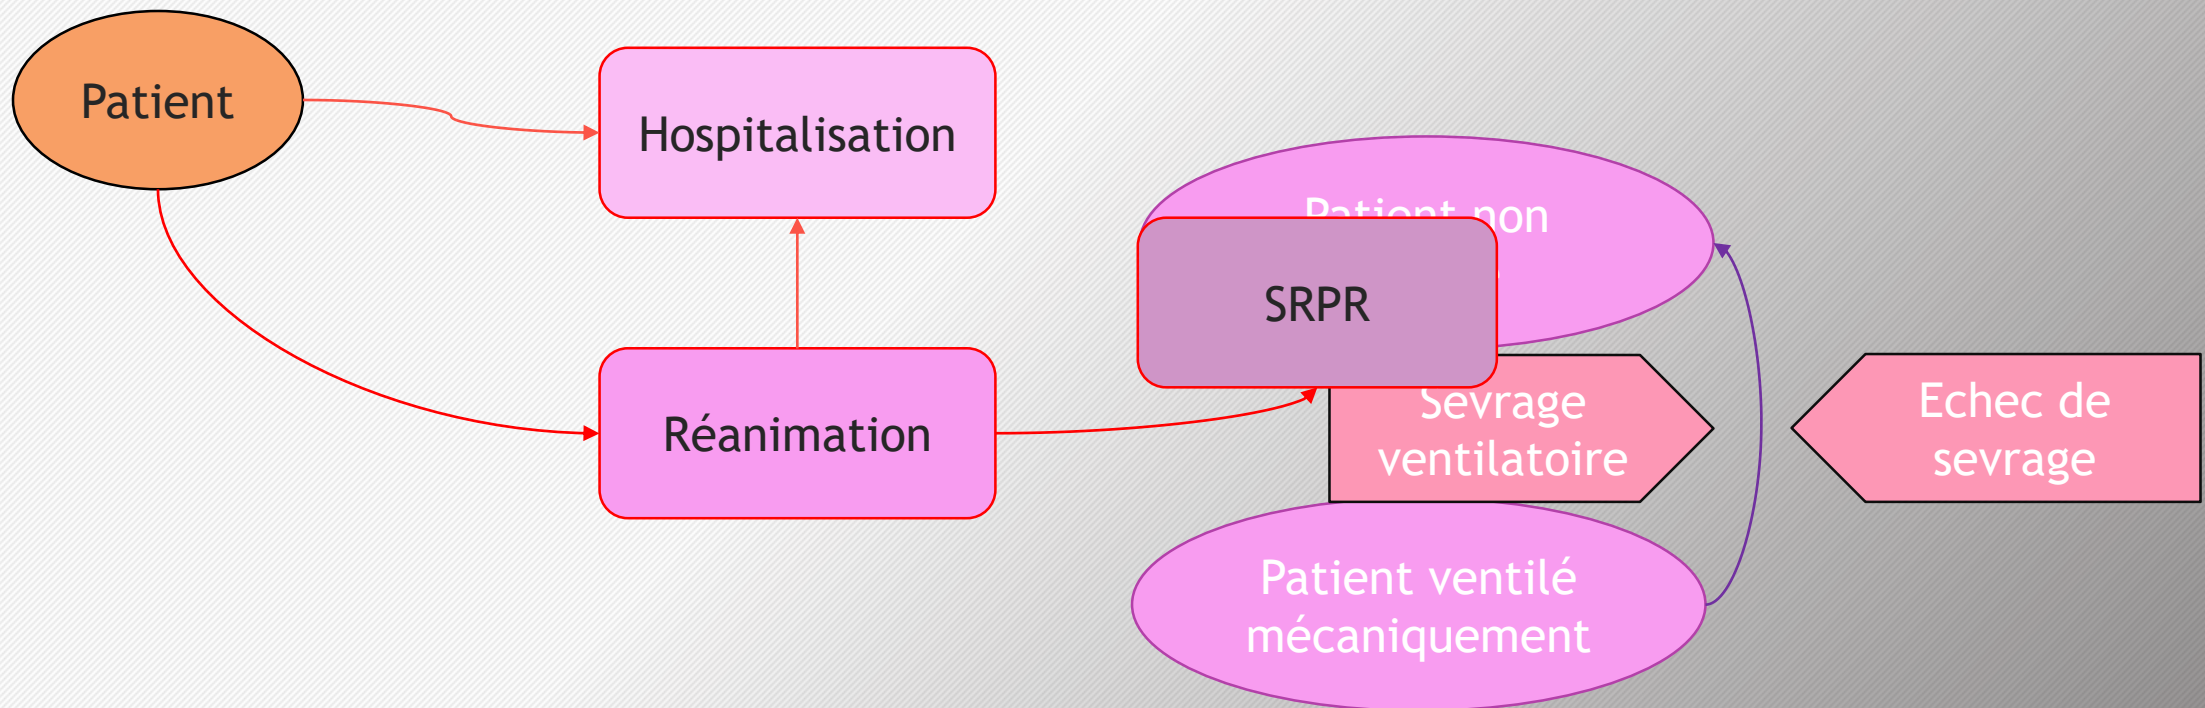 Patient
Hospitalisation
Patient non
SRPR
Réanimation
Sevrage
ventilatoire
Echec de
sevrage
Patient ventilé
mécaniquement